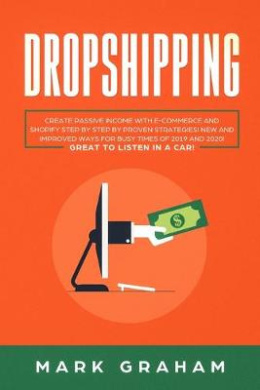 DROPSHIPPING
CREATE PASSIVE INCOME WITH E-COMMERCE AND
SHOPIFY STEP BY STEP BY PROVEN STRATEGIES! NEW AND
IMPROVED WAYS FOR BUSY TIMES OF 2019 AND 2020!
GREAT TO LISTEN IN A CAR!
$
MARK GRAHAM